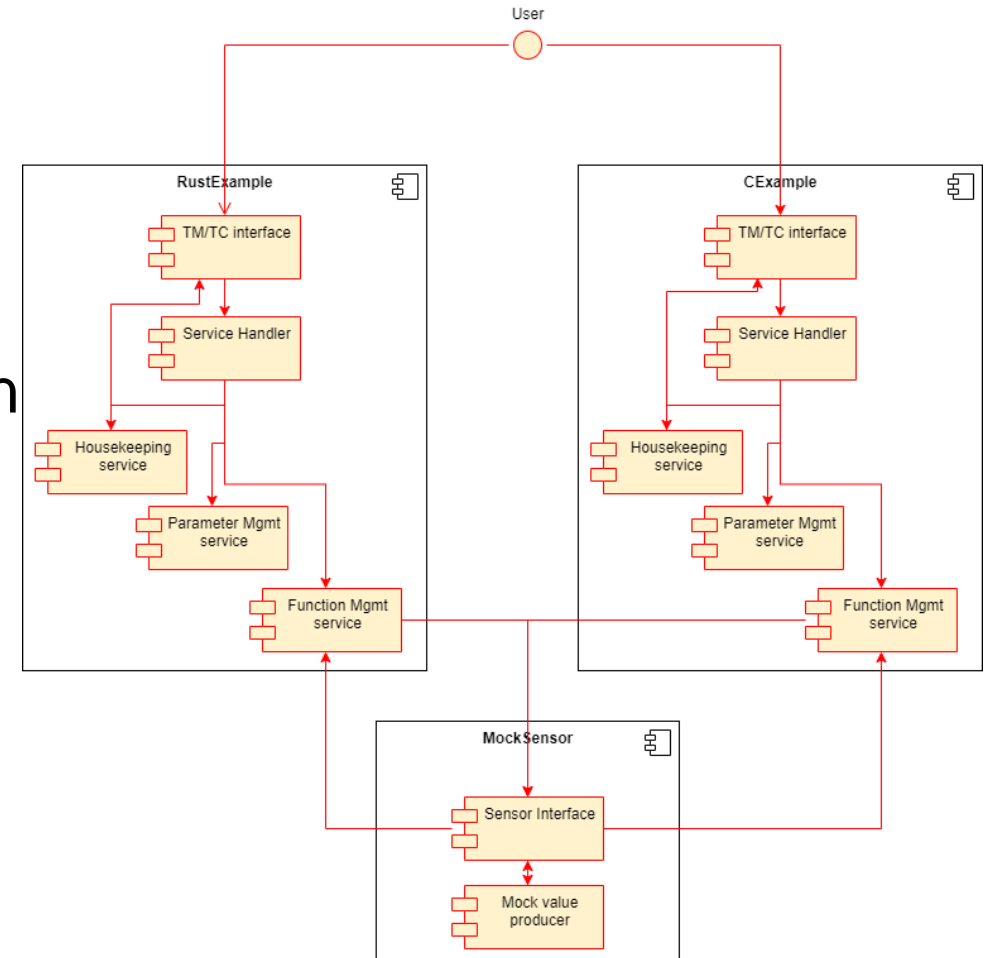 User
RustExample
TM/TC interface
Service Handler
Housekeeping
service
Parameter Mgmt
service
Function Mgmt
service
CExample
TM/TC interface
Service Handler
Housekeeping
service
Parameter Mgmt
service
Function Mgmt
service
MockSensor
Sensor Interface
Mock value
producer